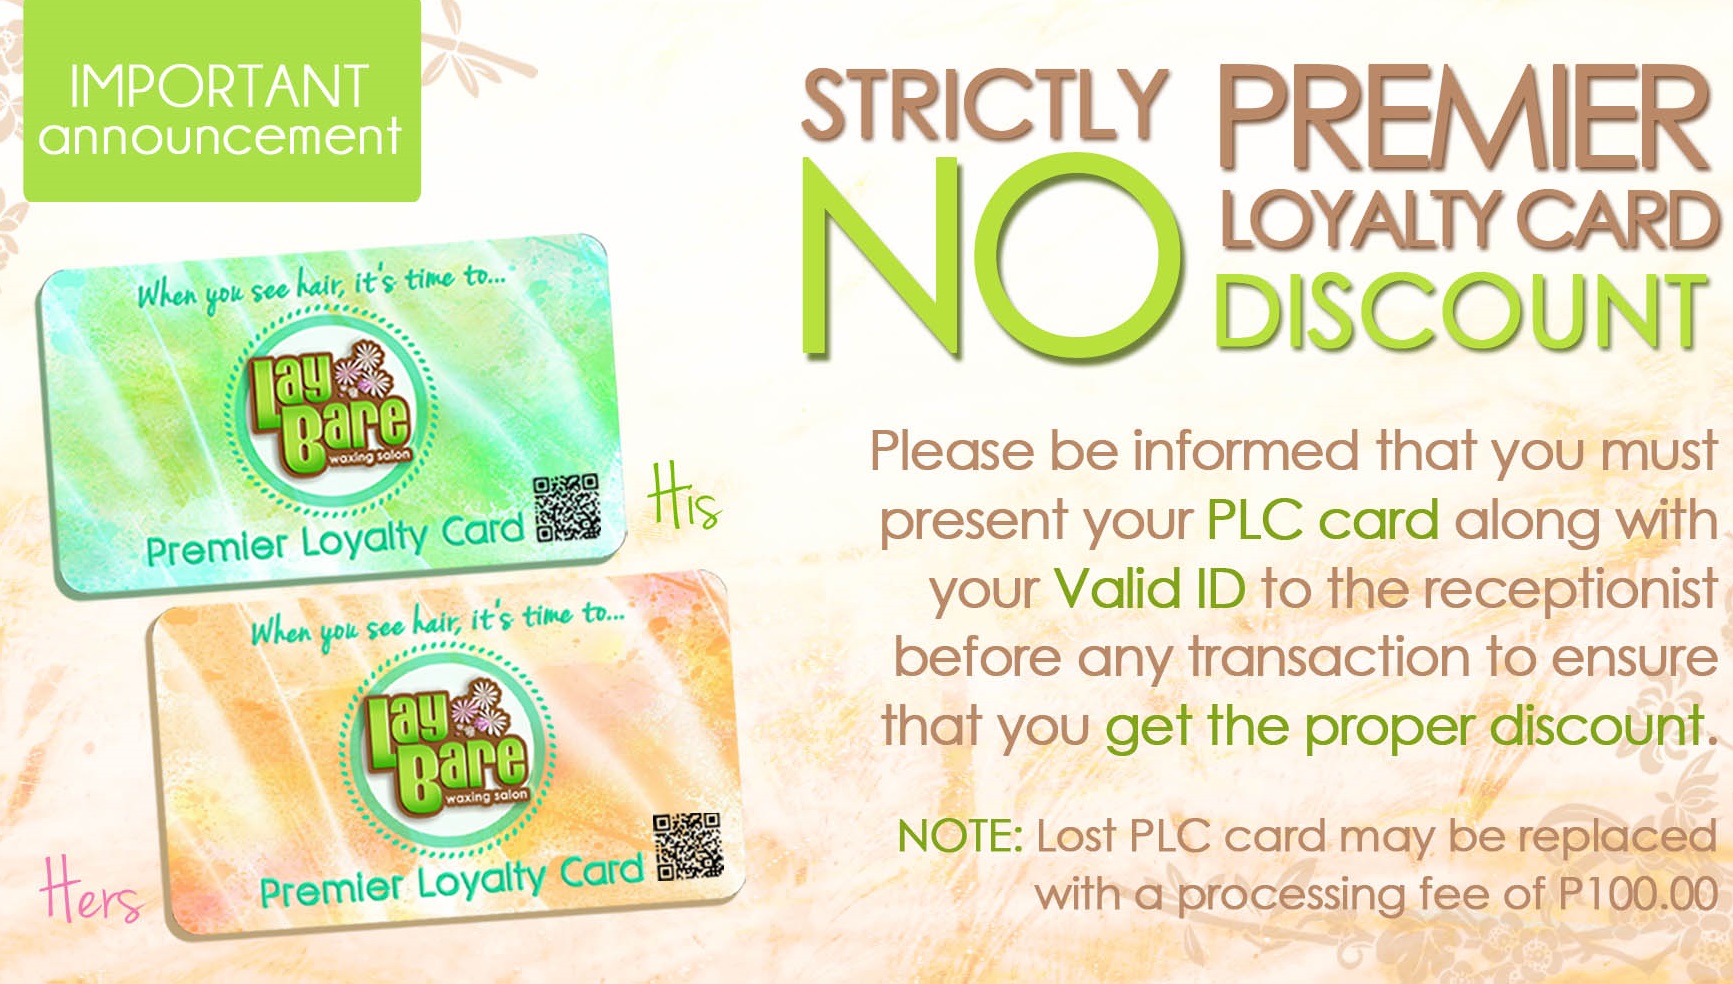 IMPORTANT
announcement
STRICTLY
NO
PREMIER
LOYALTY CARD
DISCOUNT
When you see hair, it's time to...
Lay
Bare
waxing salon
Premier Loyalty Card
His
When you see hair, it's time to...
Lay
Bare
waxing salon
Premier Loyalty Card
Hers
Please be informed that you must
present your PLC card along with
your Valid ID to the receptionist
before any transaction to ensure
that you get the proper discount.
NOTE: Lost PLC card may be replaced
with a processing fee of P100.00